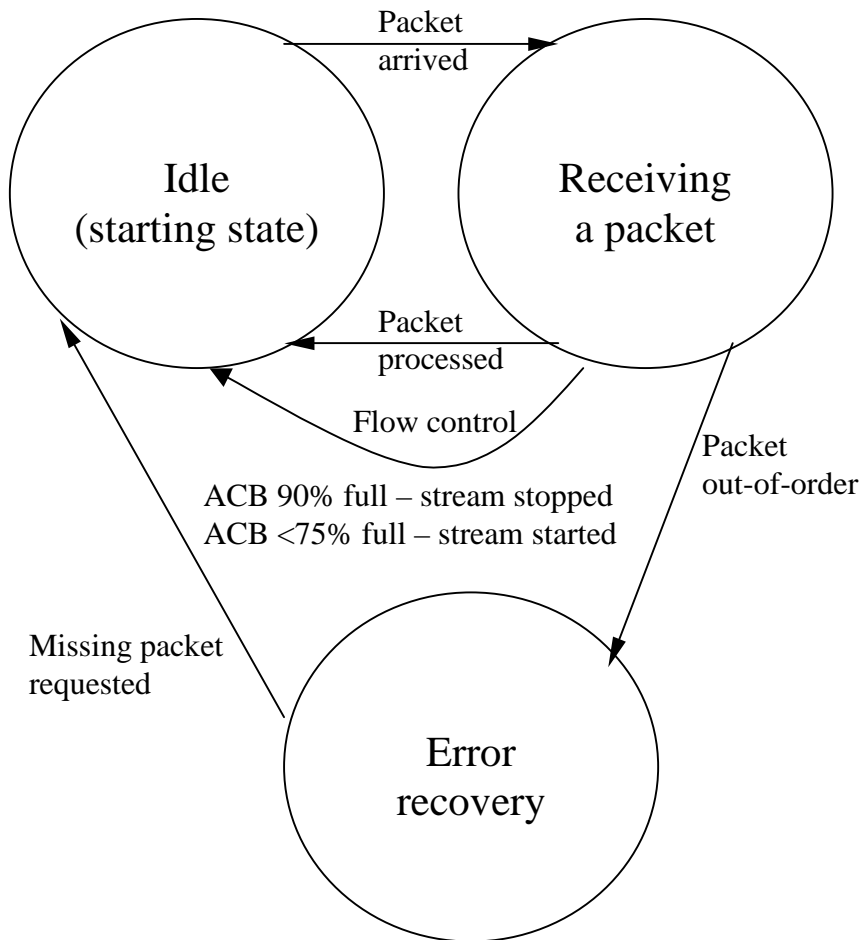 Packet
arrived
Idle
(starting state)
Receiving
a packet
Packet
processed
Flow control
Packet
out-of-order
ACB 90% full – stream stopped
ACB <75% full – stream started
Missing packet
requested
Error
recovery